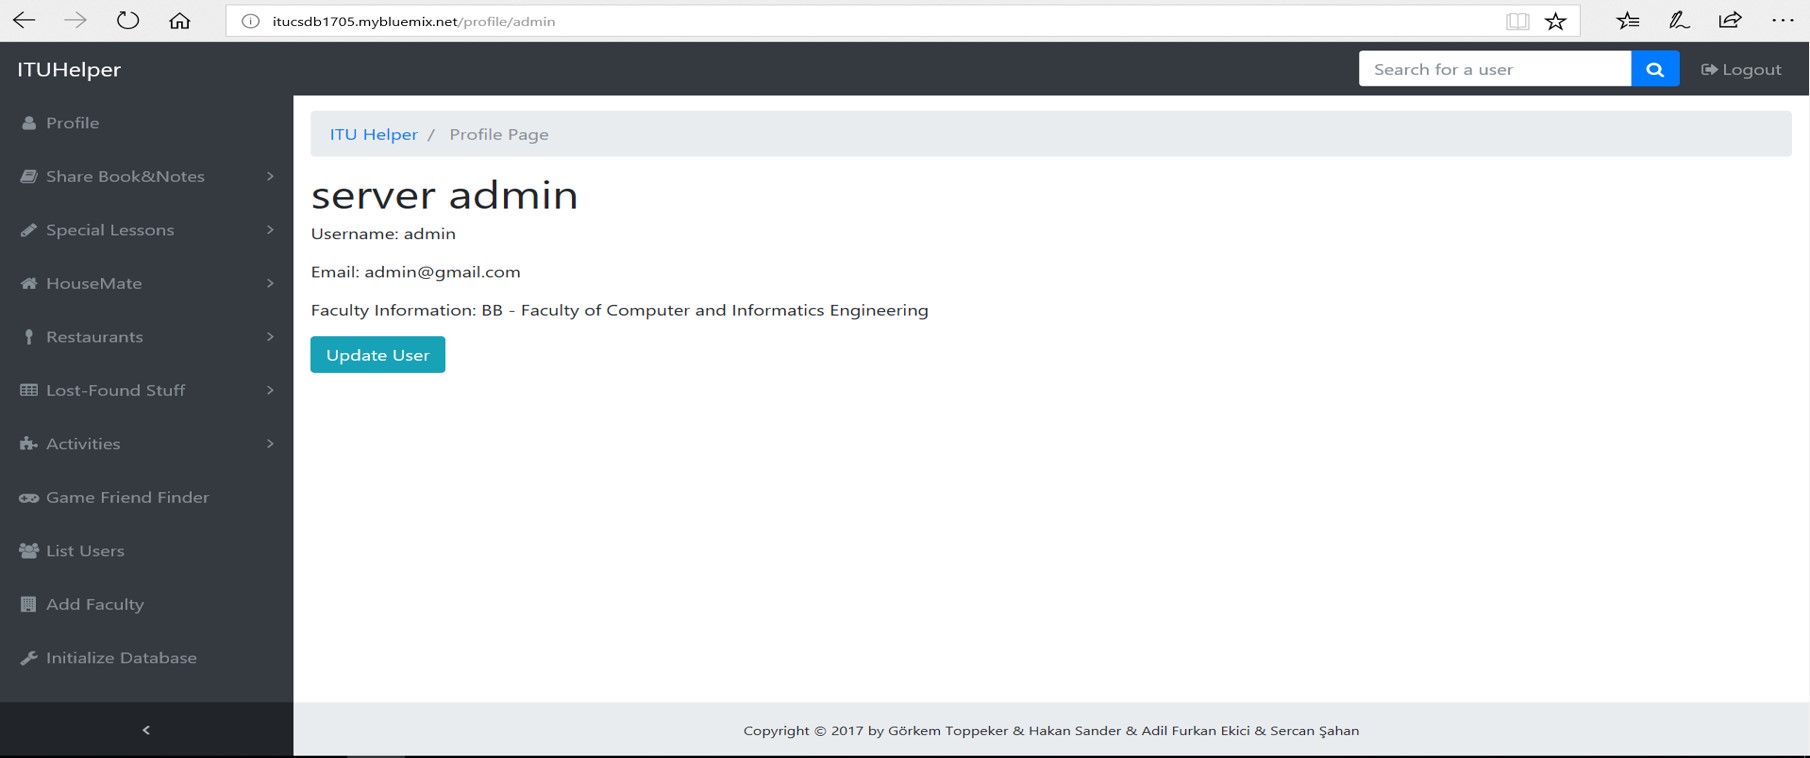 itucsdb1705.mybluemix.net/profile/admin
ITUHelper
Search for a user
Logout
Profile
Share Book&Notes
Special Lessons
HouseMate
Restaurants
Lost-Found Stuff
Activities
Game Friend Finder
List Users
Add Faculty
Initialize Database
ITU Helper / Profile Page
server admin
Username: admin
Email: admin@gmail.com
Faculty Information: BB - Faculty of Computer and Informatics Engineering
Update User
Copyright © 2017 by Görkem Toppeker & Hakan Sander & Adil Furkan Ekici & Sercan Şahan